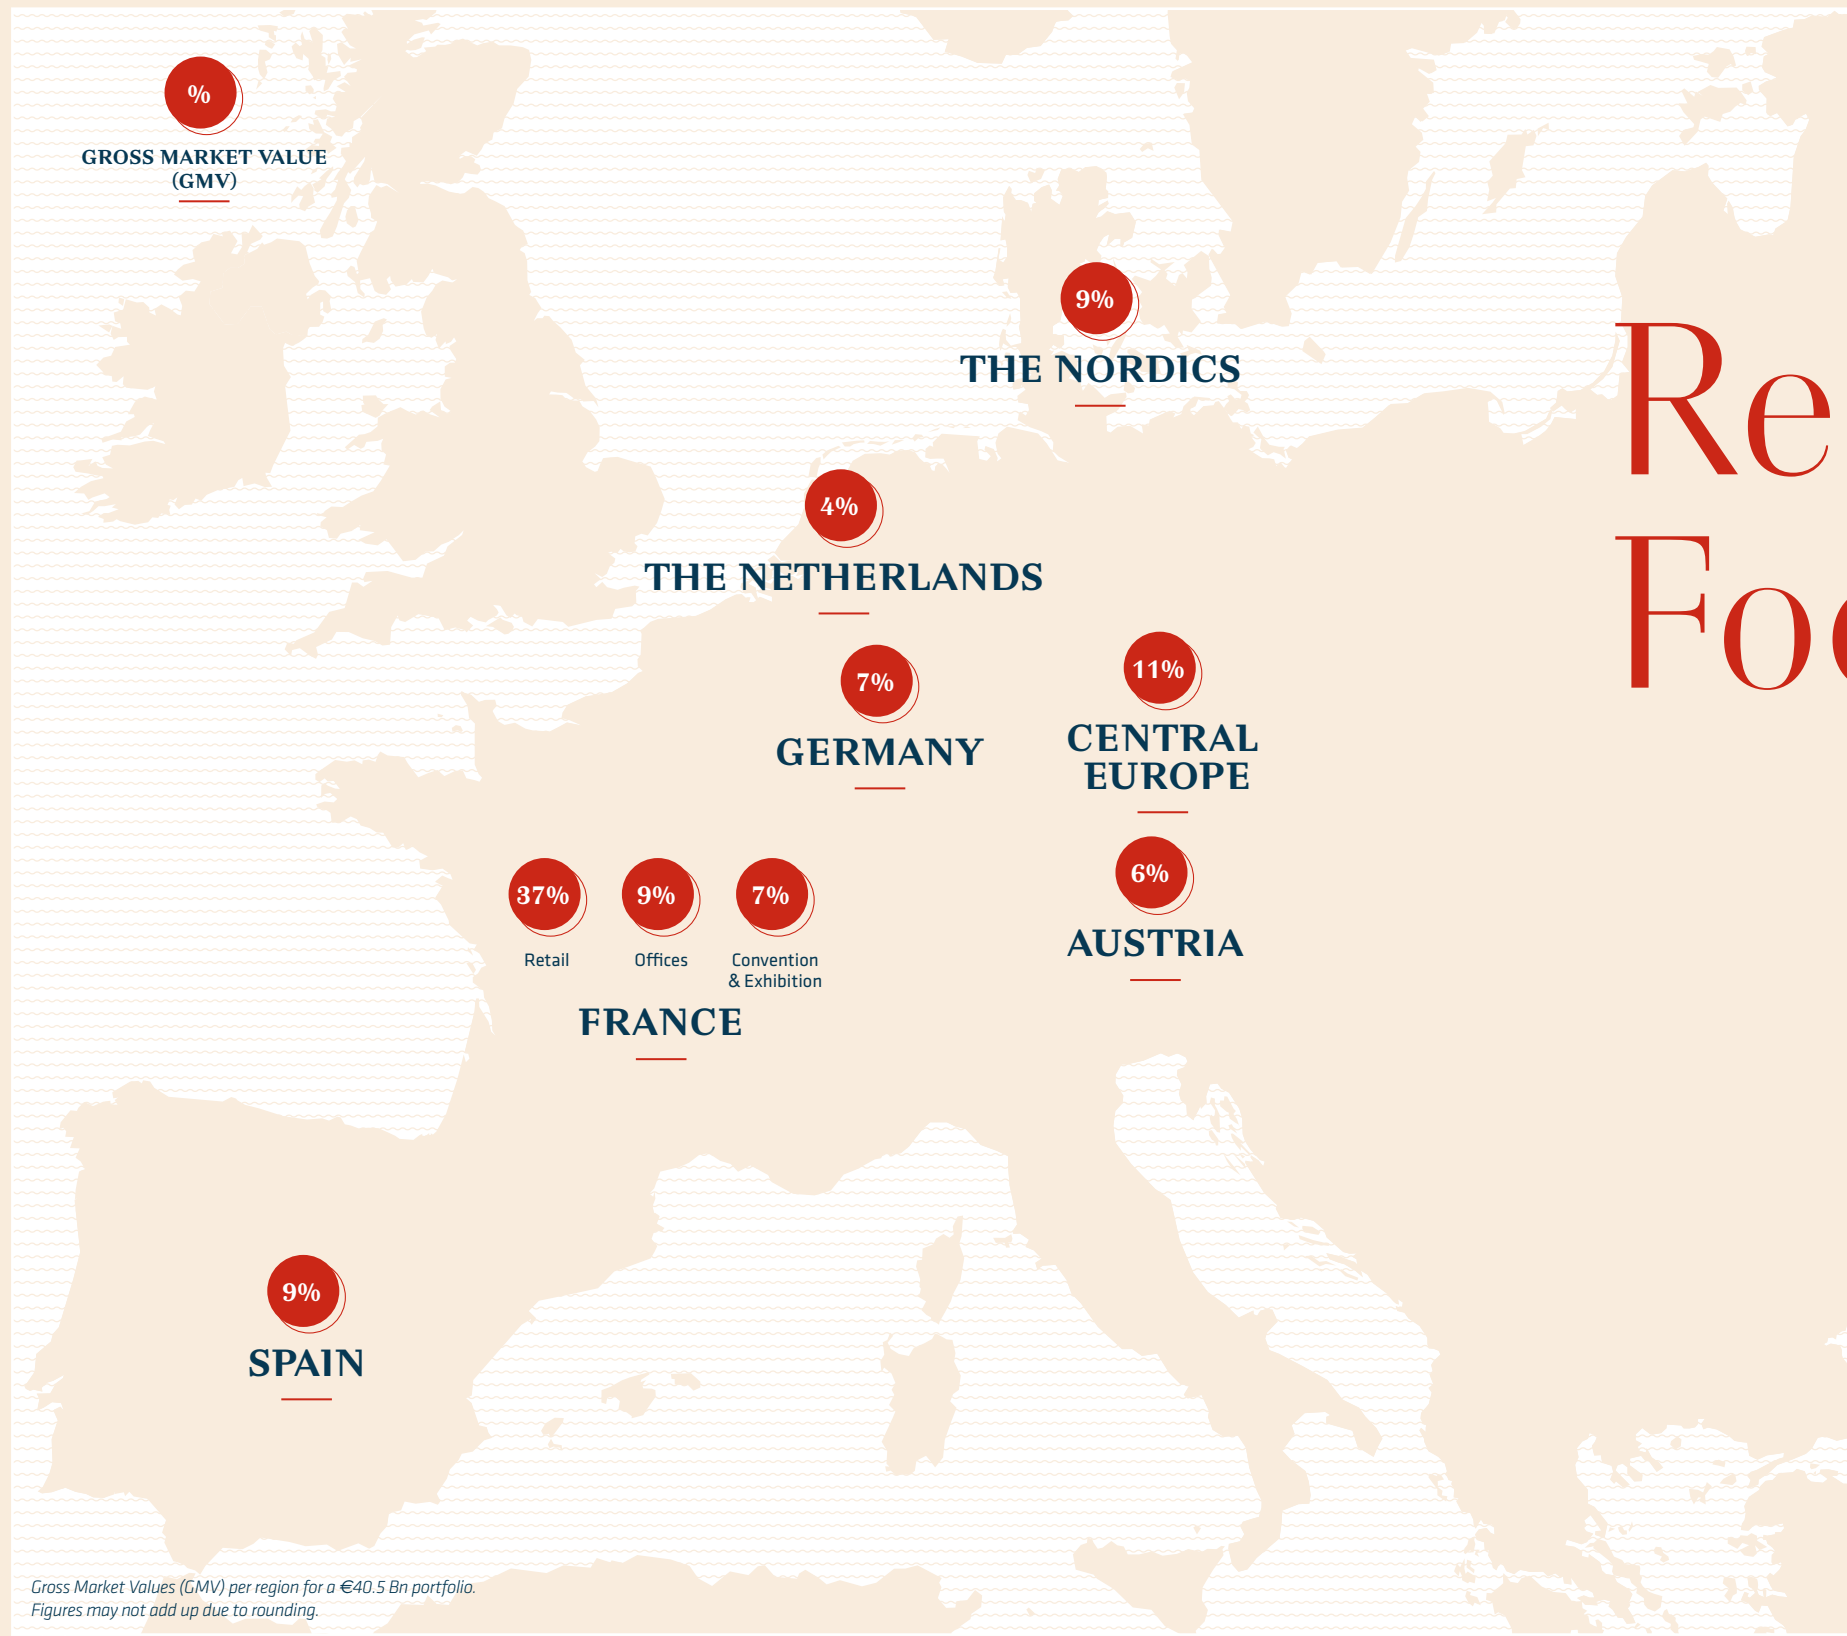 %
GROSS MARKET VALUE
(GMV)
9%
THE NORDICS
Re
4%
THE NETHERLANDS
Fo
7%
GERMANY
11%
CENTRAL
EUROPE
37%
Retail
9%
Offices
7%
Convention
& Exhibition
FRANCE
6%
AUSTRIA
9%
SPAIN
Gross Market Values (GMV) per region for a €40.5 Bn portfolio.
Figures may not add up due to rounding.